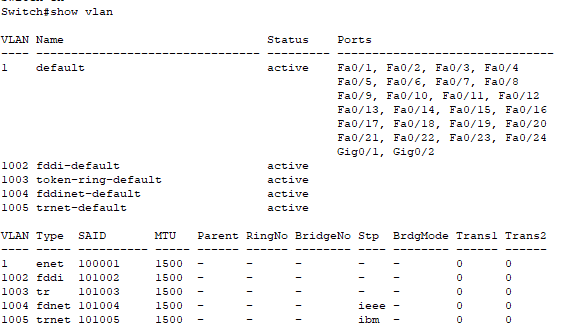 Switch#show vlan
VLAN Name                             Status    Ports
---- -------------------------------- --------- -------------------------------
1    default                          active    Fa0/1, Fa0/2, Fa0/3, Fa0/4
                                                Fa0/5, Fa0/6, Fa0/7, Fa0/8
                                                Fa0/9, Fa0/10, Fa0/11, Fa0/12
                                                Fa0/13, Fa0/14, Fa0/15, Fa0/16
                                                Fa0/17, Fa0/18, Fa0/19, Fa0/20
                                                Fa0/21, Fa0/22, Fa0/23, Fa0/24
                                                Gig0/1, Gig0/2
1002 fddi-default                     active
1003 token-ring-default               active
1004 fddinet-default                  active
1005 trnet-default                    active
VLAN Type  SAID       MTU   Parent RingNo BridgeNo Stp  BrdgMode Trans1 Trans2
---- ----- ---------- ----- ------ ------ -------- ---- -------- ------ ------
1    enet  100001     1500  -      -      -        -    -        0      0
1002 fddi  101002     1500  -      -      -        -    -        0      0
1003 tr    101003     1500  -      -      -        -    -        0      0
1004 fdnet 101004     1500  -      -      -        ieee -        0      0
1005 trnet 101005     1500  -      -      -        ibm  -        0      0